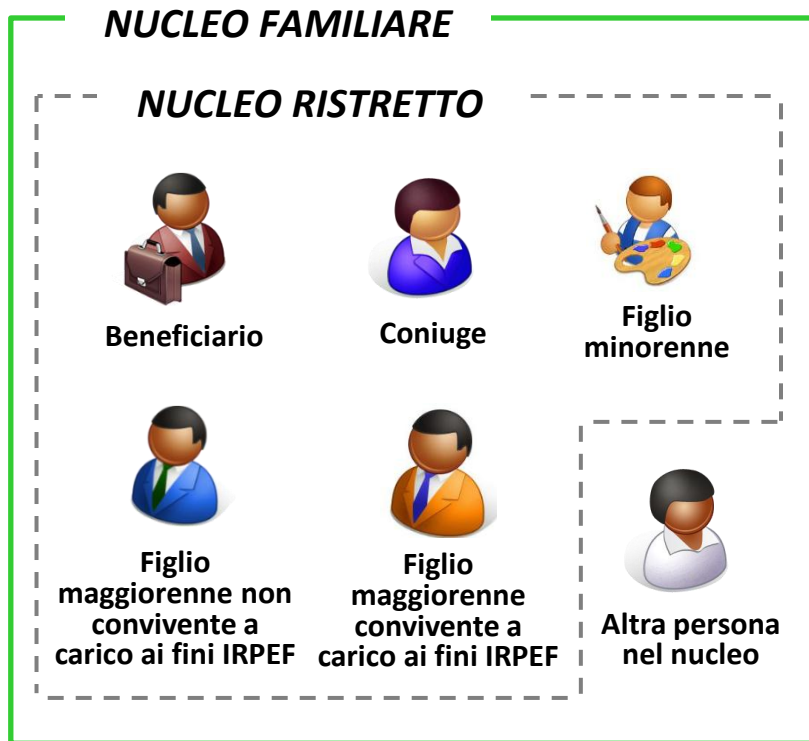 NUCLEO FAMILIARE
NUCLEO RISTRETTO
Beneficiario
Coniuge
Figlio
minorenne
Figlio
maggiorenne non
convivente a
carico ai fini IRPEF
Figlio
maggiorenne
convivente a
carico ai fini IRPEF
Altra persona
nel nucleo